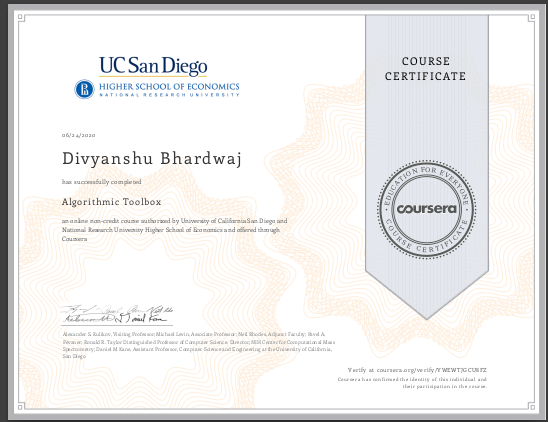 UC San Diego
HIGHER SCHOOL OF ECONOMICS
NATIONAL RESEARCH UNIVERSITY
COURSE
CERTIFICATE
06/24/2020
Divyanshu Bhardwaj
has successfully completed
Algorithmic Toolbox
an online non-credit course authorized by University of California San Diego and
National Research University Higher School of Economics and offered through
Coursera
EDUCATION FOR EVERYONE
coursera
COURSE CERTIFICATE
Alexander S. Kulikov, Visiting Professor; Michael Levin, Associate Professor; Neil Rhodes, Adjunct Faculty; Pavel A.
Pevzner, Ronald R. Taylor Distinguished Professor of Computer Science, Director, NIH Center for Computational Mass
Spectrometry; Daniel M Kane, Assistant Professor, Computer Science and Engineering at the University of California,
San Diego
Verify at coursera.org/verify/
Coursera has confirmed the identity of this individual and
their participation in the course.